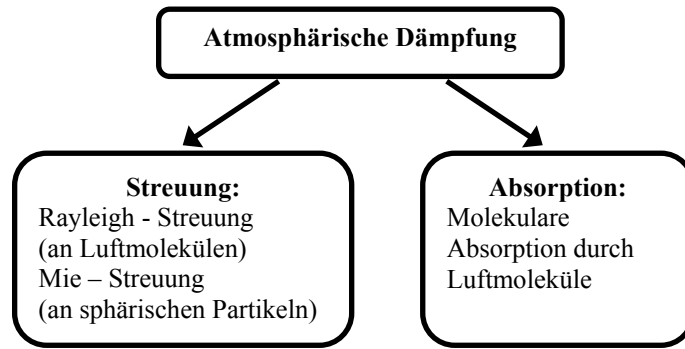 Atmosphärische Dämpfung
Streuung:
Rayleigh - Streuung
(an Luftmolekülen)
Mie – Streuung
(an sphärischen Partikeln)
Absorption:
Molekulare
Absorption durch
Luftmoleküle